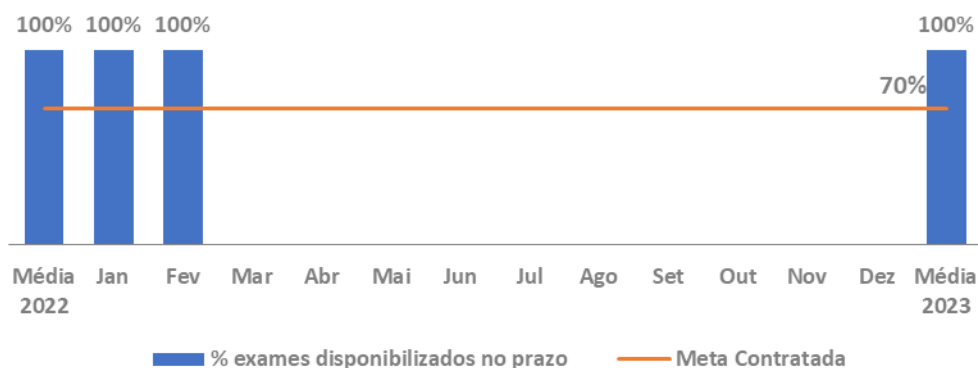 100% 100% 100% 100%
70%
Média Jan Fev Mar Abr Mai Jun Jul Ago Set Out Nov Dez Média
2022 2023
% exames disponibilizados no prazo Meta Contratada